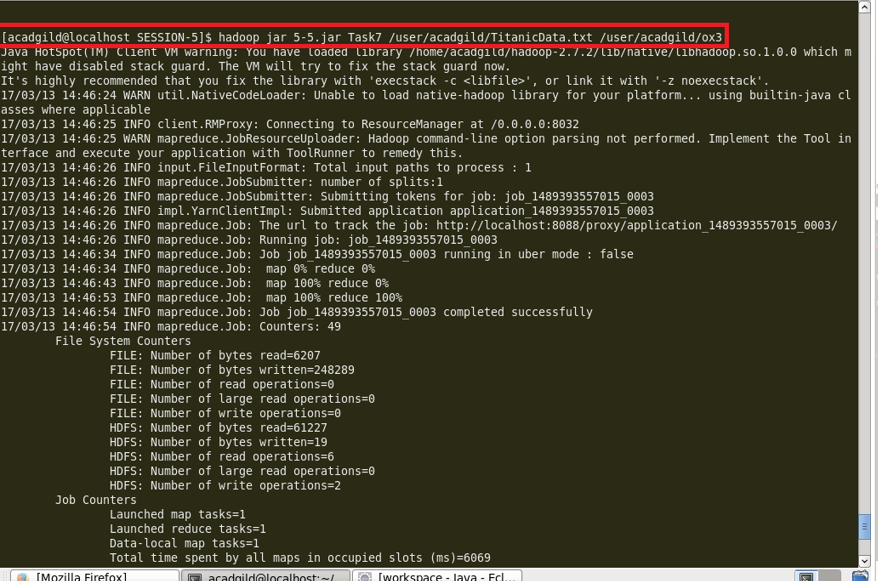 [acadgild@localhost SESSION-5]$ hadoop jar 5-5.jar Task7 /user/acadgild/TitanicData.txt /user/acadgild/ox3
Java HotSpot(TM) Client VM warning: You have loaded library /home/acadgild/hadoop-2.7.2/lib/native/libhadoop.so.1.0.0 which m
ight have disabled stack guard. The VM will try to fix the stack guard now.
It's highly recommended that you fix the library with 'execstack -c <libfile>', or link it with '-z noexecstack'.
17/03/13 14:46:24 WARN util.NativeCodeLoader: Unable to load native-hadoop library for your platform... using builtin-java cl
asses where applicable
17/03/13 14:46:25 INFO client.RMProxy: Connecting to ResourceManager at /0.0.0.0:8032
17/03/13 14:46:25 WARN mapreduce.JobResourceUploader: Hadoop command-line option parsing not performed. Implement the Tool in
terface and execute your application with ToolRunner to remedy this.
17/03/13 14:46:26 INFO input.FileInputFormat: Total input paths to process : 1
17/03/13 14:46:26 INFO mapreduce.JobSubmitter: number of splits:1
17/03/13 14:46:26 INFO mapreduce.JobSubmitter: Submitting tokens for job: job_1489393557015_0003
17/03/13 14:46:26 INFO impl.YarnClientImpl: Submitted application application_1489393557015_0003
17/03/13 14:46:26 INFO mapreduce.Job: The url to track the job: http://localhost:8088/proxy/application_1489393557015_0003/
17/03/13 14:46:26 INFO mapreduce.Job: Running job: job_1489393557015_0003
17/03/13 14:46:34 INFO mapreduce.Job: Job job_1489393557015_0003 running in uber mode : false
17/03/13 14:46:34 INFO mapreduce.Job:  map 0% reduce 0%
17/03/13 14:46:43 INFO mapreduce.Job:  map 100% reduce 0%
17/03/13 14:46:53 INFO mapreduce.Job:  map 100% reduce 100%
17/03/13 14:46:54 INFO mapreduce.Job: Job job_1489393557015_0003 completed successfully
17/03/13 14:46:54 INFO mapreduce.Job: Counters: 49
File System Counters
FILE: Number of bytes read=6207
FILE: Number of bytes written=248289
FILE: Number of read operations=0
FILE: Number of large read operations=0
FILE: Number of write operations=0
HDFS: Number of bytes read=61227
HDFS: Number of bytes written=19
HDFS: Number of read operations=6
HDFS: Number of large read operations=0
HDFS: Number of write operations=2
Job Counters
Launched map tasks=1
Launched reduce tasks=1
Data-local map tasks=1
Total time spent by all maps in occupied slots (ms)=6069
[Mozilla Firefox] acadgild@localhost:~/ [workspace - Java - Ecl...